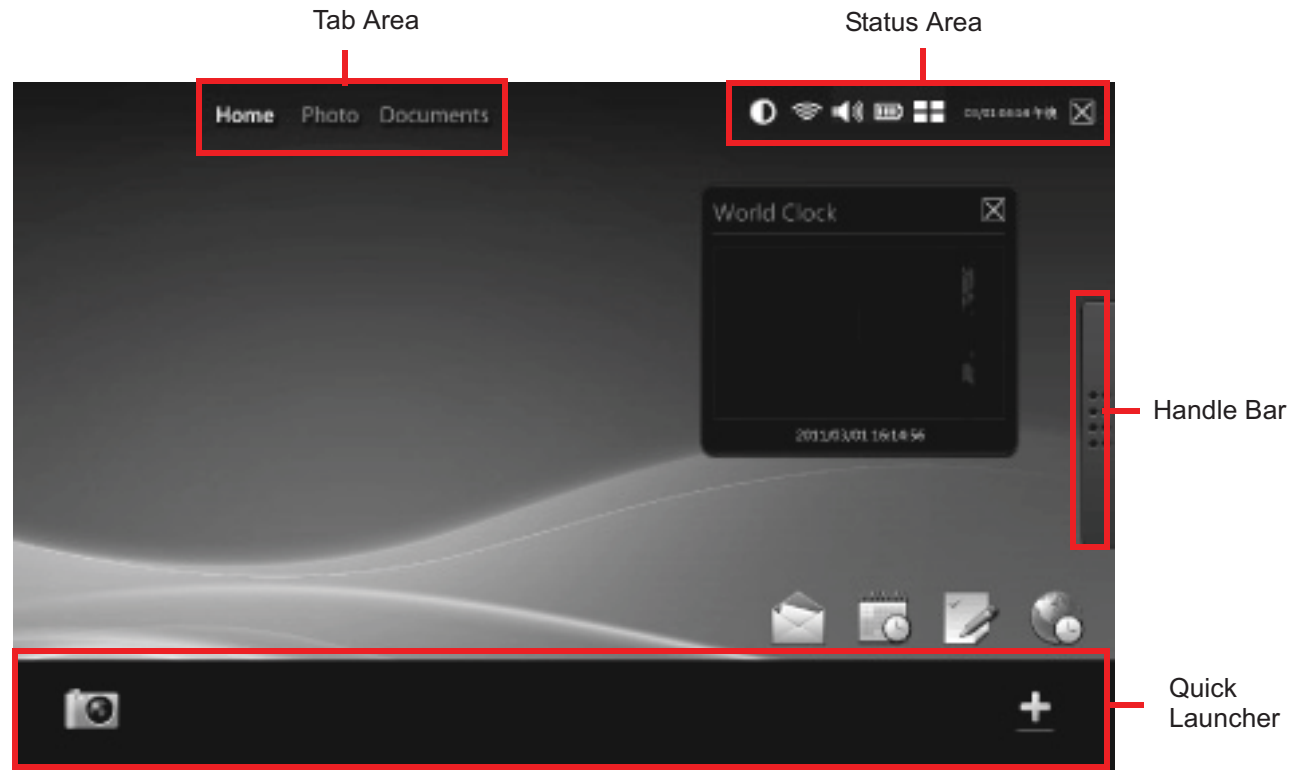 Tab Area
Status Area
Home Photo Documents
World Clock
2011/03/01 16:14:56
Handle Bar
Quick
Launcher